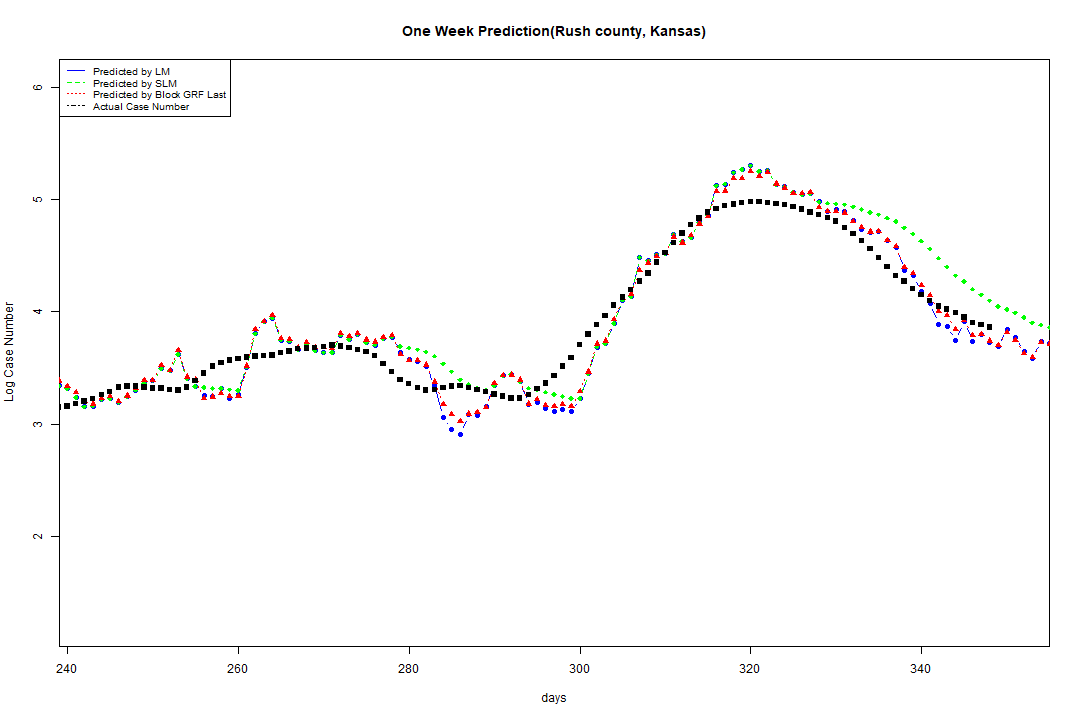 One Week Prediction(Rush county, Kansas)
Predicted by LM
Predicted by SLM
Predicted by Block GRF Last
Actual Case Number
6
5
4
3
2
Log Case Number
240 260 280 300 320 340
days